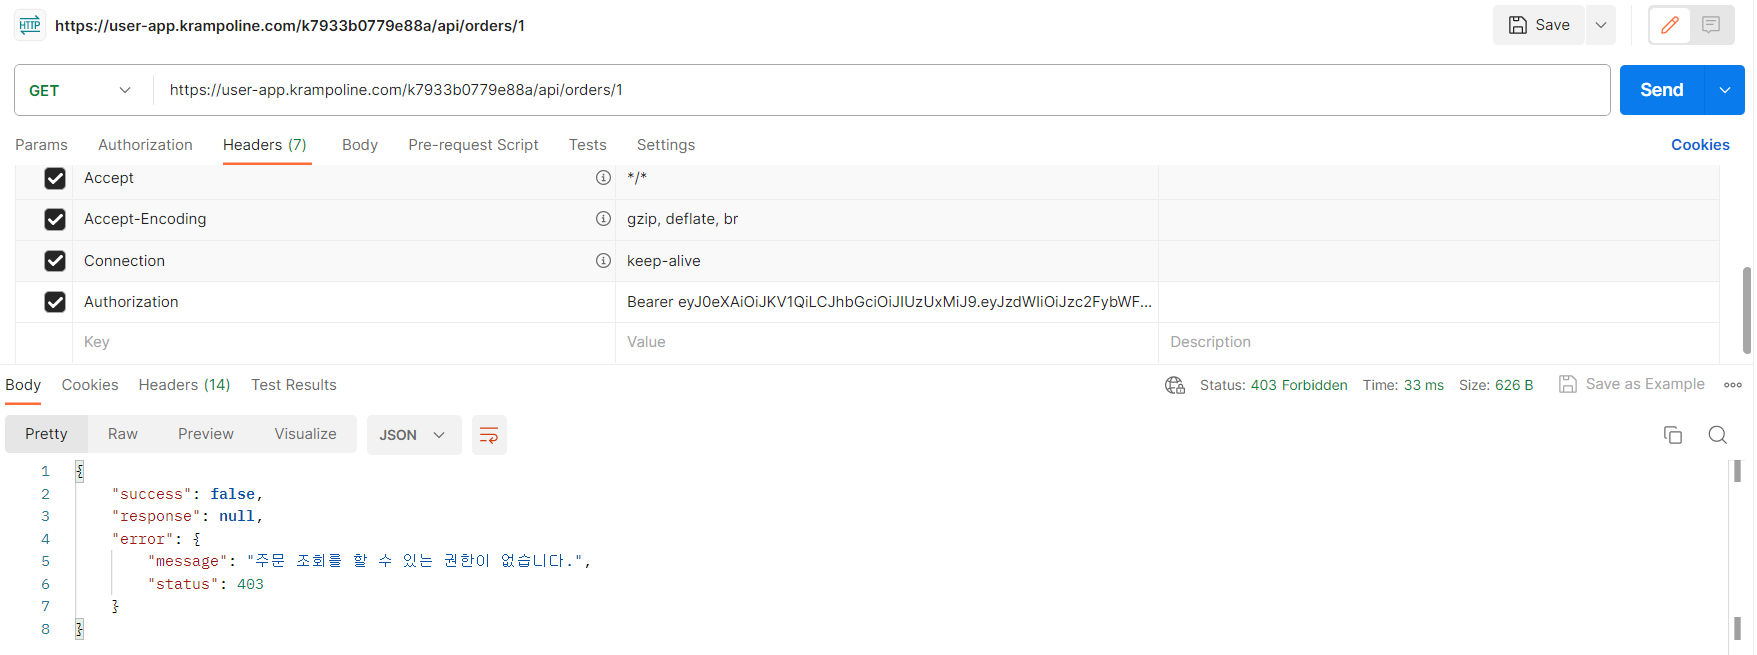 HTTP https://user-app.krampoline.com/k7933b0779e88a/api/orders/1 Save
GET https://user-app.krampoline.com/k7933b0779e88a/api/orders/1 Send
Params Authorization Headers (7) Body Pre-request Script Tests Settings Cookies
Accept */*
Accept-Encoding gzip, deflate, br
Connection keep-alive
Authorization Bearer eyJ0eXAiOiJKV1QiLCJhbGciOiJIUzUxMiJ9.eyJzdWIiOiJzc2FybWF...
Key Value Description
Body Cookies Headers (14) Test Results Status: 403 Forbidden Time: 33 ms Size: 626 B Save as Example
Pretty Raw Preview Visualize JSON
1 {
2 "success": false,
3 "response": null,
4 "error": {
5 "message": "주문 조회를 할 수 있는 권한이 없습니다.",
6 "status": 403
7 }
8 }